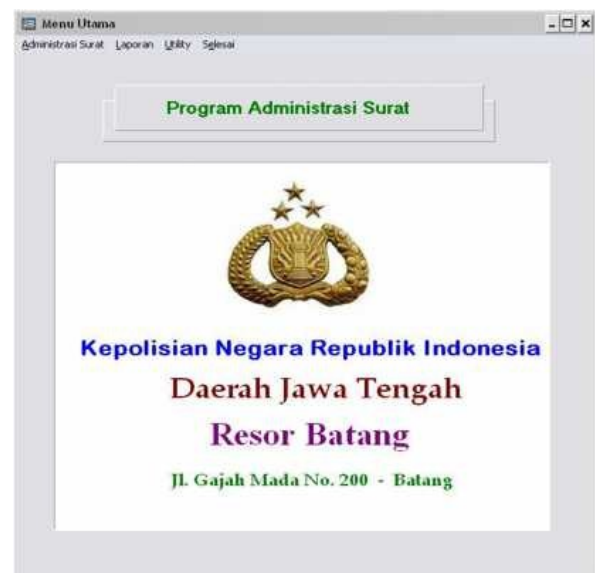 Menu Utama
Administrasi Surat Laporan Utility Selesai
Program Administrasi Surat
Kepolisian Negara Republik Indonesia
Daerah Jawa Tengah
Resor Batang
Jl. Gajah Mada No. 200 - Batang